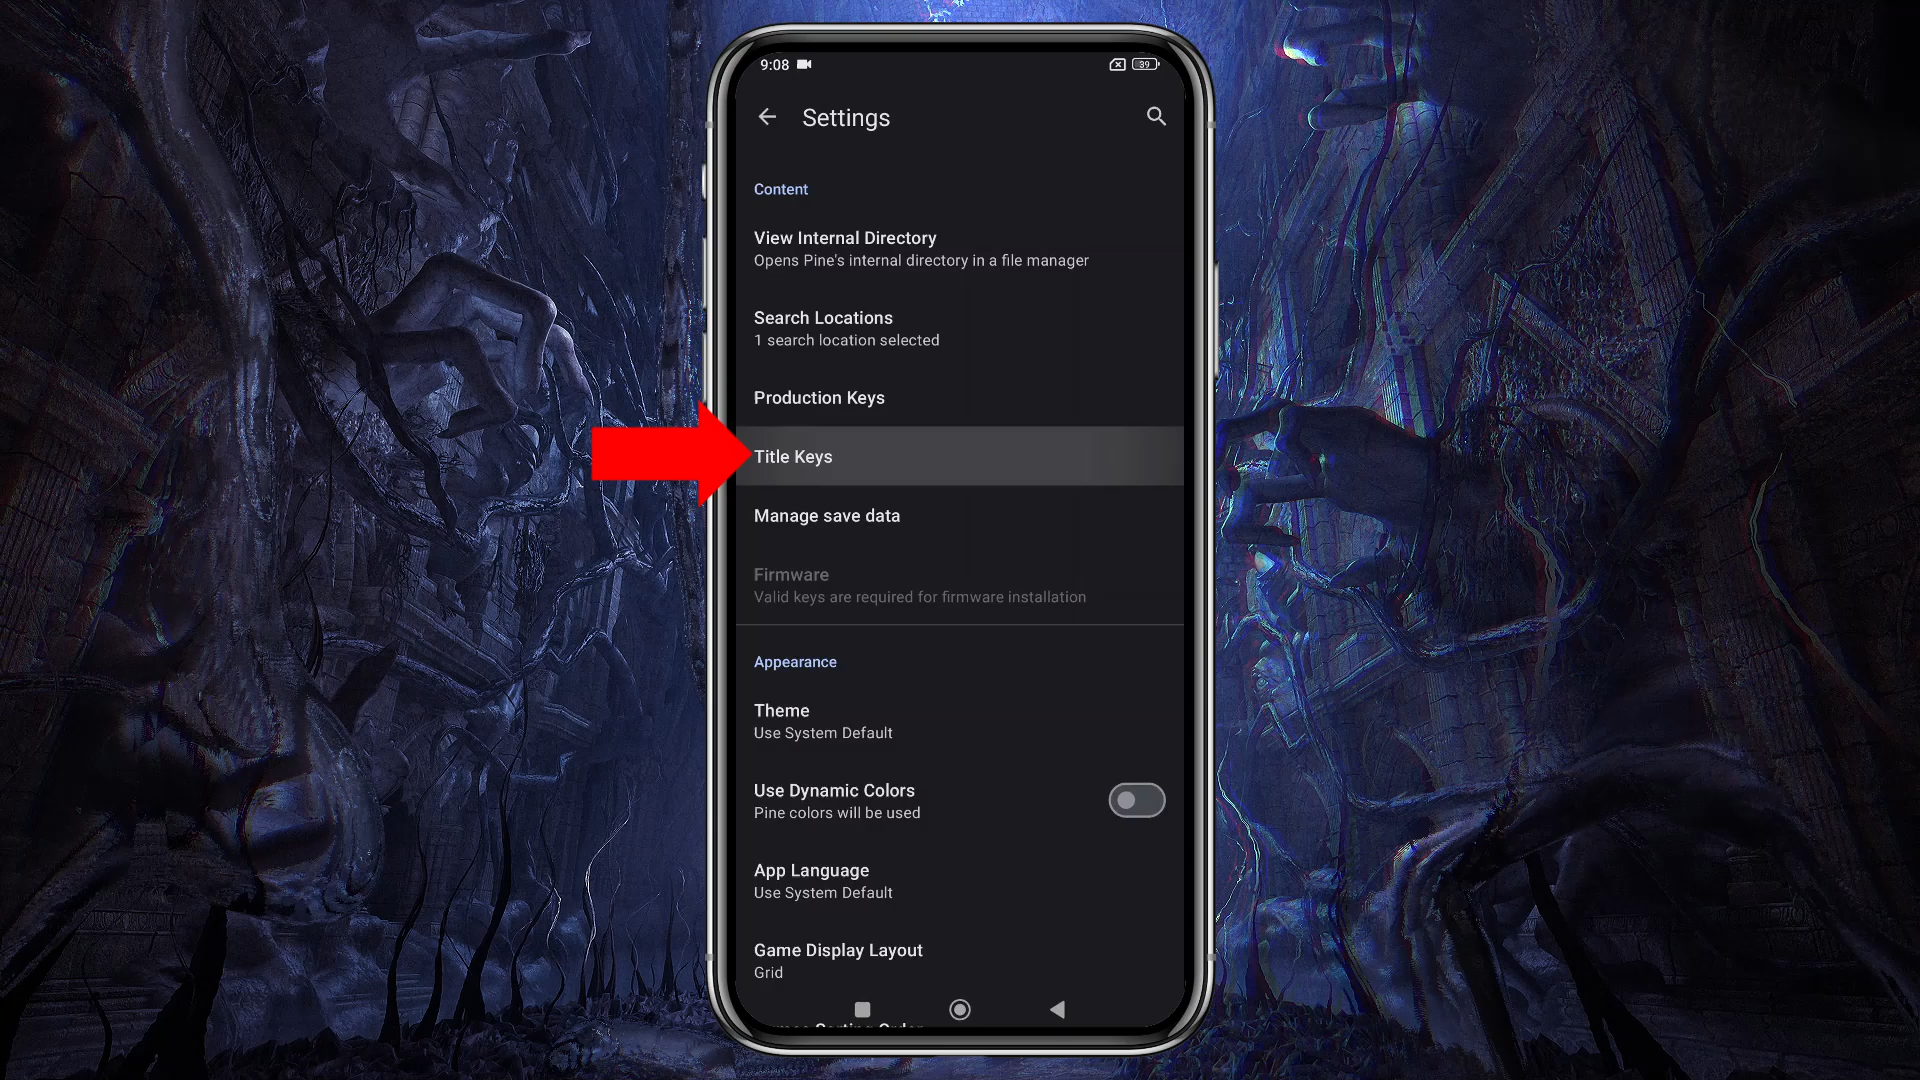 9:08
39
Settings
Content
View Internal Directory
Opens Pine's internal directory in a file manager
Search Locations
1 search location selected
Production Keys
Title Keys
Manage save data
Firmware
Valid keys are required for firmware installation
Appearance
Theme
Use System Default
Use Dynamic Colors
Pine colors will be used
App Language
Use System Default
Game Display Layout
Grid